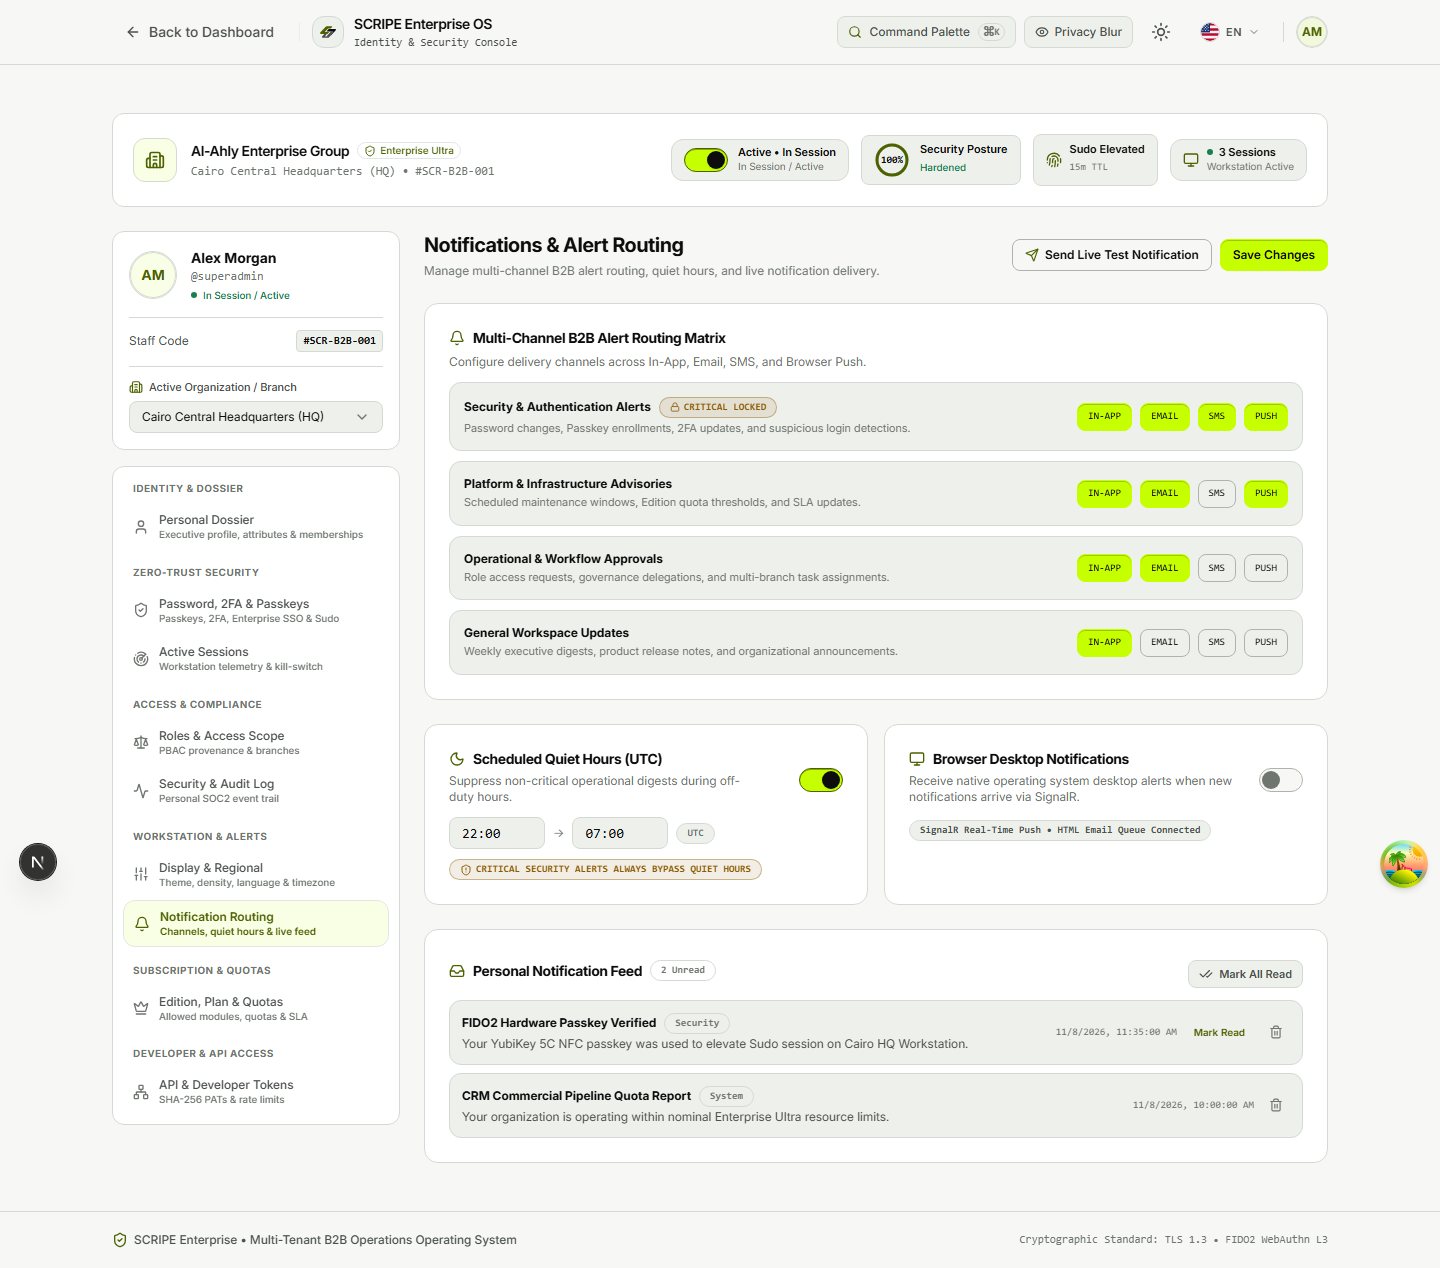 Back to Dashboard
SCRIPE Enterprise OS
Identity & Security Console
Command Palette ⌘K
Privacy Blur
EN
AM
Al-Ahly Enterprise Group
Enterprise Ultra
Cairo Central Headquarters (HQ) • #SCR-B2B-001
Active • In Session
In Session / Active
100%
Security Posture
Hardened
Sudo Elevated
15m TTL
3 Sessions
Workstation Active
AM
Alex Morgan
@superadmin
In Session / Active
Staff Code
#SCR-B2B-001
Active Organization / Branch
Cairo Central Headquarters (HQ)
IDENTITY & DOSSIER
Personal Dossier
Executive profile, attributes & memberships
ZERO-TRUST SECURITY
Password, 2FA & Passkeys
Passkeys, 2FA, Enterprise SSO & Sudo
Active Sessions
Workstation telemetry & kill-switch
ACCESS & COMPLIANCE
Roles & Access Scope
PBAC provenance & branches
Security & Audit Log
Personal SOC2 event trail
WORKSTATION & ALERTS
Display & Regional
Theme, density, language & timezone
Notification Routing
Channels, quiet hours & live feed
SUBSCRIPTION & QUOTAS
Edition, Plan & Quotas
Allowed modules, quotas & SLA
DEVELOPER & API ACCESS
API & Developer Tokens
SHA-256 PATs & rate limits
Notifications & Alert Routing
Manage multi-channel B2B alert routing, quiet hours, and live notification delivery.
Send Live Test Notification
Save Changes
Multi-Channel B2B Alert Routing Matrix
Configure delivery channels across In-App, Email, SMS, and Browser Push.
Security & Authentication Alerts
CRITICAL LOCKED
Password changes, Passkey enrollments, 2FA updates, and suspicious login detections.
IN-APP EMAIL SMS PUSH
Platform & Infrastructure Advisories
Scheduled maintenance windows, Edition quota thresholds, and SLA updates.
IN-APP EMAIL SMS PUSH
Operational & Workflow Approvals
Role access requests, governance delegations, and multi-branch task assignments.
IN-APP EMAIL SMS PUSH
General Workspace Updates
Weekly executive digests, product release notes, and organizational announcements.
IN-APP EMAIL SMS PUSH
Scheduled Quiet Hours (UTC)
Suppress non-critical operational digests during off-
duty hours.
22:00 → 07:00 UTC
CRITICAL SECURITY ALERTS ALWAYS BYPASS QUIET HOURS
Browser Desktop Notifications
Receive native operating system desktop alerts when new
notifications arrive via SignalR.
SignalR Real-Time Push • HTML Email Queue Connected
Personal Notification Feed
2 Unread
Mark All Read
FIDO2 Hardware Passkey Verified
Security
Your YubiKey 5C NFC passkey was used to elevate Sudo session on Cairo HQ Workstation.
11/8/2026, 11:35:00 AM
Mark Read
CRM Commercial Pipeline Quota Report
System
Your organization is operating within nominal Enterprise Ultra resource limits.
11/8/2026, 10:00:00 AM
N
SCRIPE Enterprise • Multi-Tenant B2B Operations Operating System
Cryptographic Standard: TLS 1.3 • FIDO2 WebAuthn L3